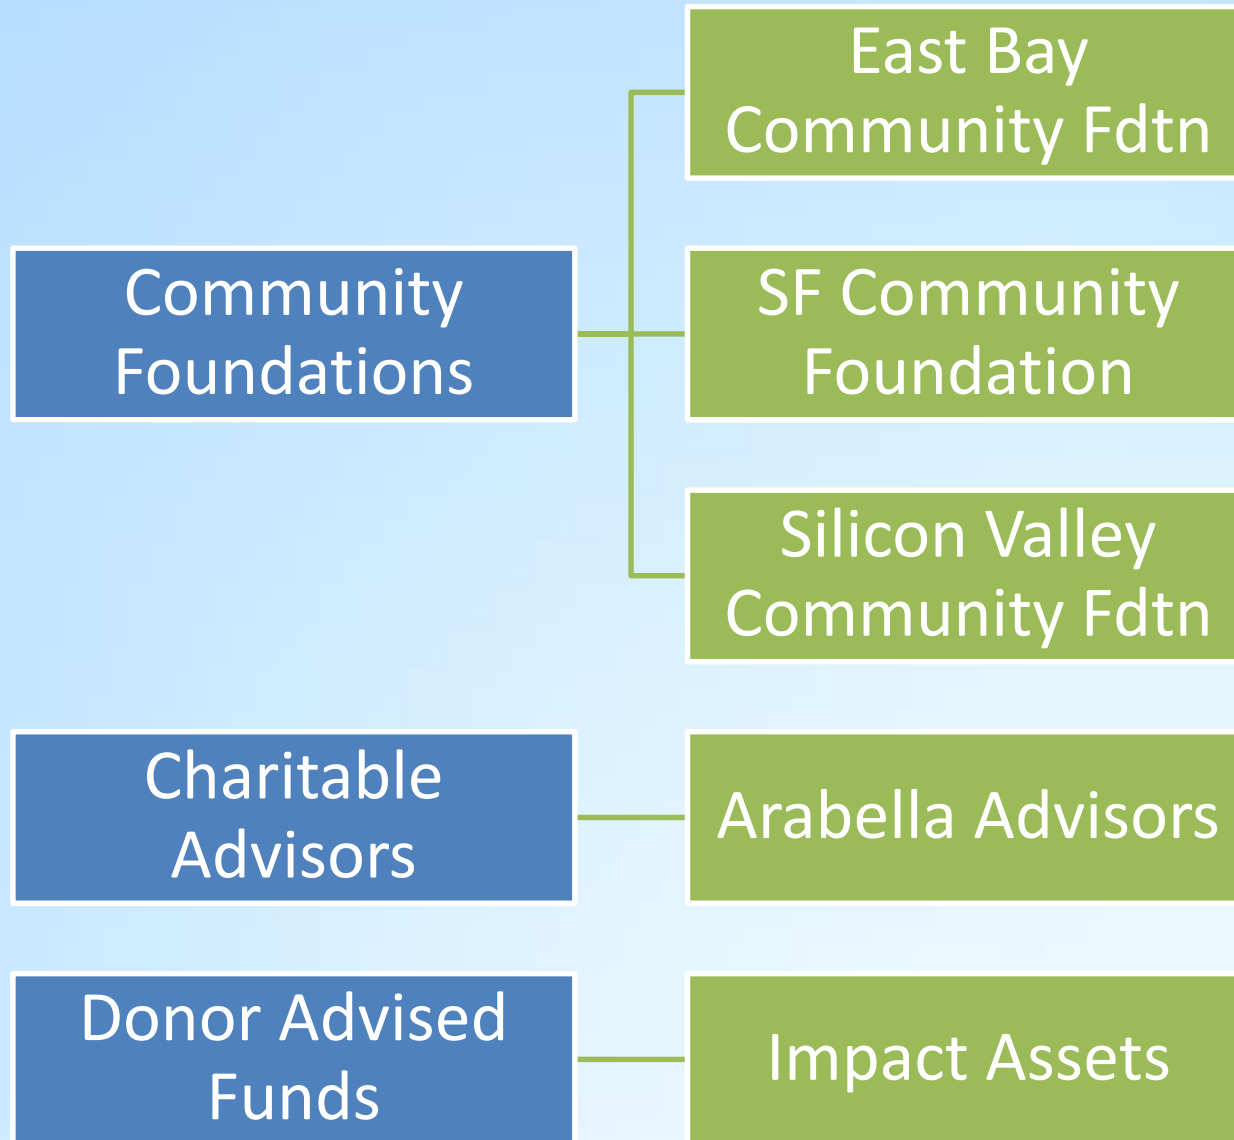 East Bay
Community Fdtn
Community
Foundations
SF Community
Foundation
Silicon Valley
Community Fdtn
Charitable
Advisors
Arabella Advisors
Donor Advised
Funds
Impact Assets